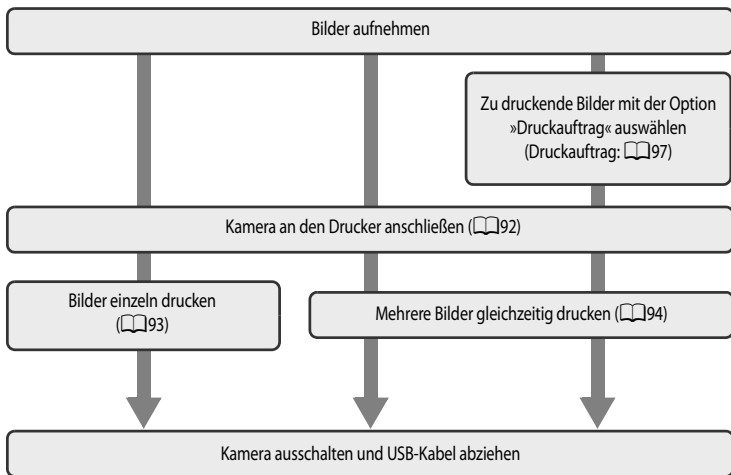 Bilder aufnehmen
Zu druckende Bilder mit der Option
»Druckauftrag« auswählen
(Druckauftrag: 📖97)
Kamera an den Drucker anschließen (📖92)
Bilder einzeln drucken
(📖93)
Mehrere Bilder gleichzeitig drucken (📖94)
Kamera ausschalten und USB-Kabel abziehen